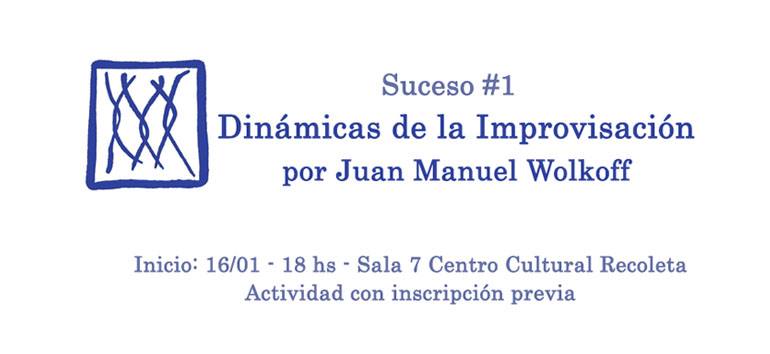 Suceso #1
Dinámicas de la Improvisación
por Juan Manuel Wolkoff
Inicio: 16/01 - 18 hs - Sala 7 Centro Cultural Recoleta
Actividad con inscripción previa